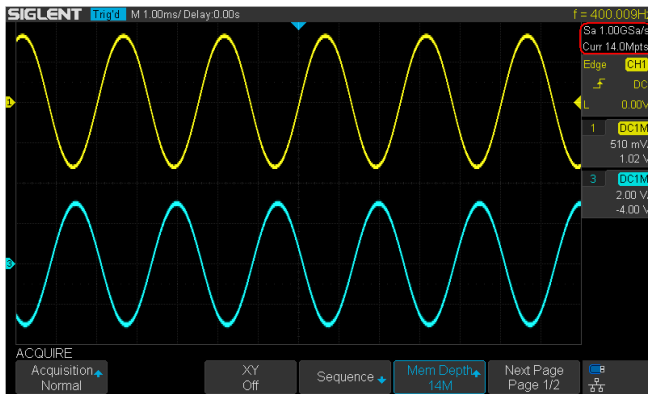 SIGLENT Trig'd M 1.00ms/ Delay:0.00s f = 400.009Hz
Sa 1.00GSa/s
Curr 14.0Mpts
Edge CH1
DC
L 0.00V
1 DC1M
510 mV/
1.02 V
3 DC1M
2.00 V/
-4.00 V
1
3
ACQUIRE
Acquisition XY Sequence Mem Depth Next Page
Normal Off 14M Page 1/2